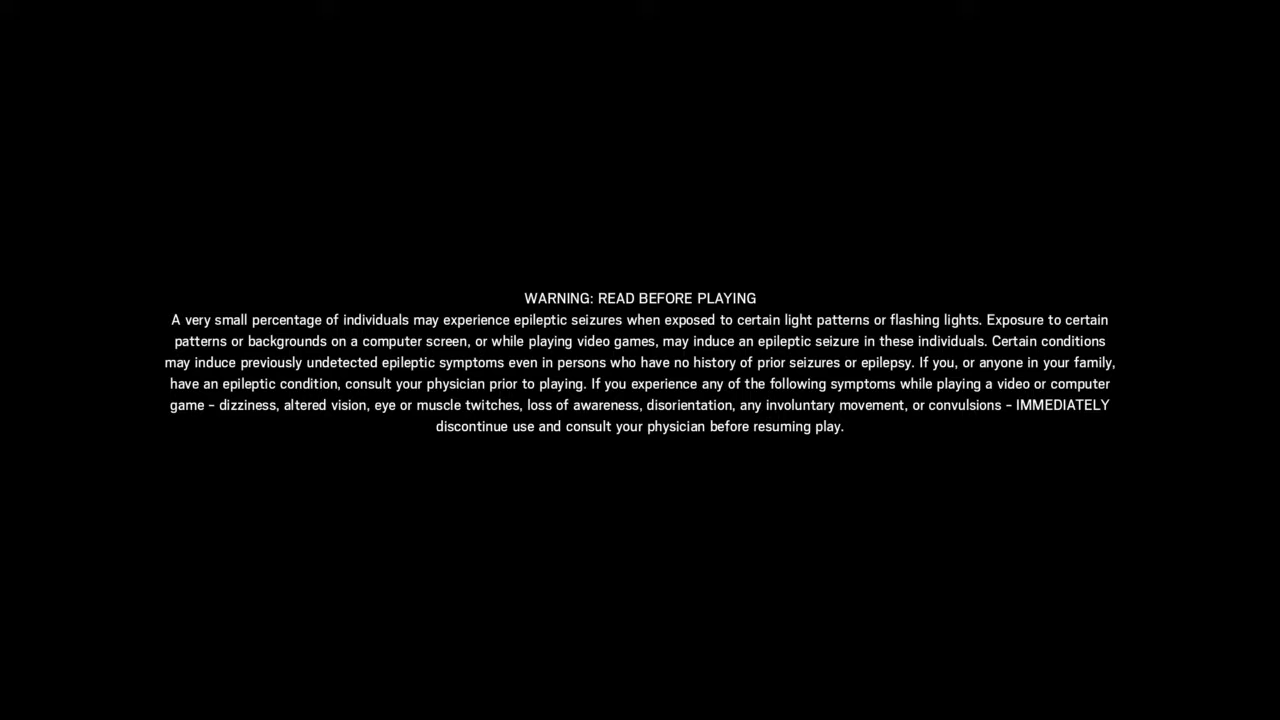 WARNING: READ BEFORE PLAYING
A very small percentage of individuals may experience epileptic seizures when exposed to certain light patterns or flashing lights. Exposure to certain
patterns or backgrounds on a computer screen, or while playing video games, may induce an epileptic seizure in these individuals. Certain conditions
may induce previously undetected epileptic symptoms even in persons who have no history of prior seizures or epilepsy. If you, or anyone in your family,
have an epileptic condition, consult your physician prior to playing. If you experience any of the following symptoms while playing a video or computer
game – dizziness, altered vision, eye or muscle twitches, loss of awareness, disorientation, any involuntary movement, or convulsions – IMMEDIATELY
discontinue use and consult your physician before resuming play.